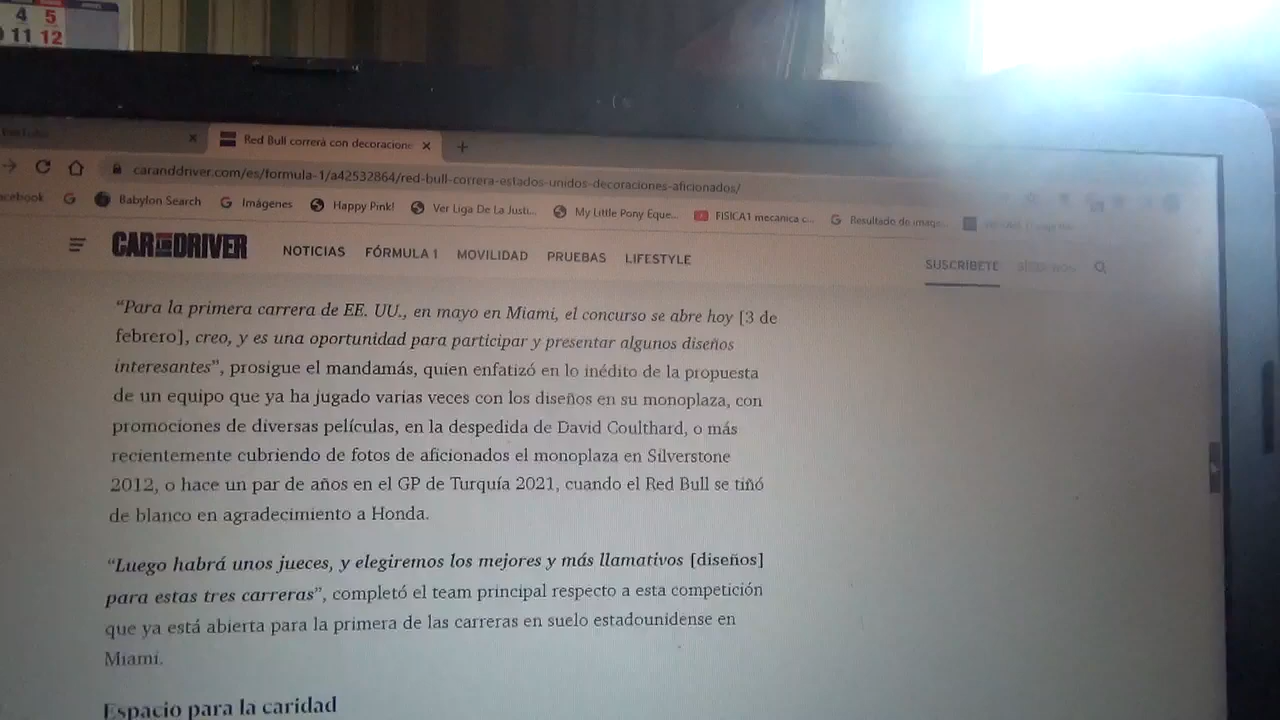 4 5
11 12
Red Bull correrá con decoracione
caranddriver.com/es/formula-1/a42532864/red-bull-correra-estados-unidos-decoraciones-aficionados/
acebook
Babylon Search
Imágenes
Happy Pink!
Ver Liga De La Justi...
My Little Pony Eque...
FISICA1 mecanica c...
Resultado de image...
CAR AND DRIVER
NOTICIAS FÓRMULA 1 MOVILIDAD PRUEBAS LIFESTYLE
SUSCRÍBETE
“Para la primera carrera de EE. UU., en mayo en Miami, el concurso se abre hoy [3 de
febrero], creo, y es una oportunidad para participar y presentar algunos diseños
interesantes”, prosigue el mandamás, quien enfatizó en lo inédito de la propuesta
de un equipo que ya ha jugado varias veces con los diseños en su monoplaza, con
promociones de diversas películas, en la despedida de David Coulthard, o más
recientemente cubriendo de fotos de aficionados el monoplaza en Silverstone
2012, o hace un par de años en el GP de Turquía 2021, cuando el Red Bull se tiñó
de blanco en agradecimiento a Honda.
“Luego habrá unos jueces, y elegiremos los mejores y más llamativos [diseños]
para estas tres carreras”, completó el team principal respecto a esta competición
que ya está abierta para la primera de las carreras en suelo estadounidense en
Miami.
Espacio para la caridad